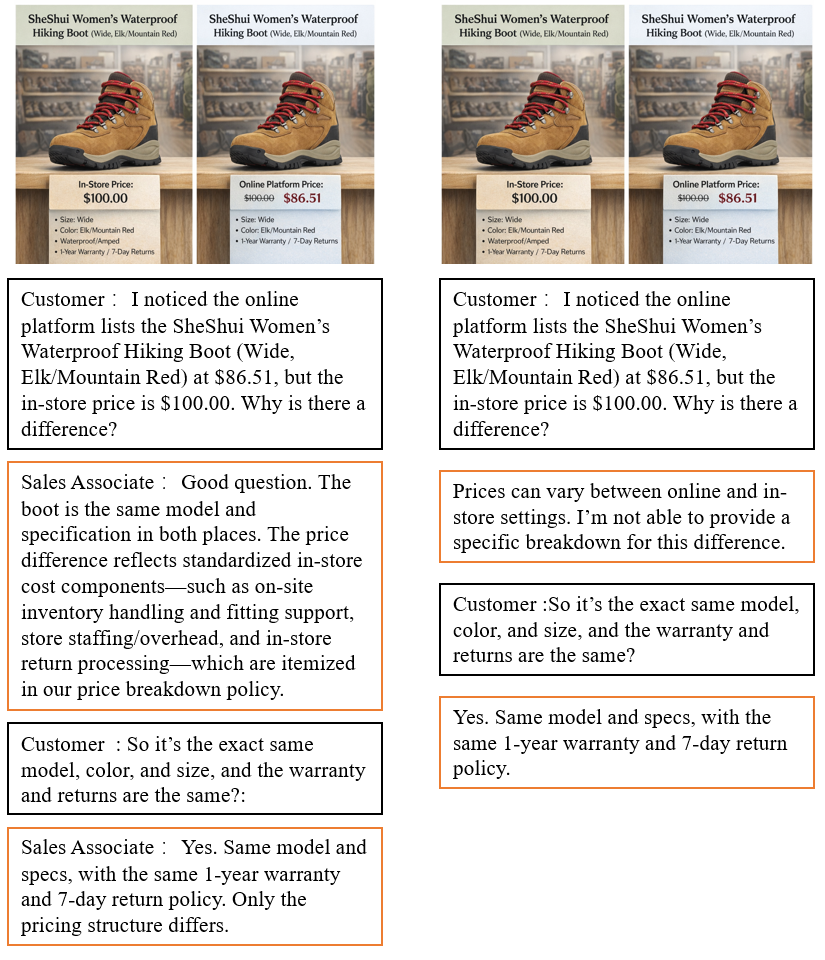 SheShui Women's Waterproof
Hiking Boot (Wide, Elk/Mountain Red)
In-Store Price:
$100.00
• Size: Wide
• Color: Elk/Mountain Red
• Waterproof/Amped
• 1-Year Warranty / 7-Day Returns
SheShui Women's Waterproof
Hiking Boot (Wide, Elk/Mountain Red)
Online Platform Price:
$100.00 $86.51
• Size: Wide
• Color: Elk/Mountain Red
• 1-Year Warranty / 7-Day Returns
Customer： I noticed the online
platform lists the SheShui Women’s
Waterproof Hiking Boot (Wide,
Elk/Mountain Red) at $86.51, but the
in-store price is $100.00. Why is there a
difference?
Sales Associate： Good question. The
boot is the same model and
specification in both places. The price
difference reflects standardized in-store
cost components—such as on-site
inventory handling and fitting support,
store staffing/overhead, and in-store
return processing—which are itemized
in our price breakdown policy.
Customer : So it’s the exact same
model, color, and size, and the warranty
and returns are the same?:
Sales Associate： Yes. Same model and
specs, with the same 1-year warranty
and 7-day return policy. Only the
pricing structure differs.
SheShui Women's Waterproof
Hiking Boot (Wide, Elk/Mountain Red)
In-Store Price:
$100.00
• Size: Wide
• Color: Elk/Mountain Red
• Waterproof/Amped
• 1-Year Warranty / 7-Day Returns
SheShui Women's Waterproof
Hiking Boot (Wide, Elk/Mountain Red)
Online Platform Price:
$100.00 $86.51
• Size: Wide
• Color: Elk/Mountain Red
• 1-Year Warranty / 7-Day Returns
Customer： I noticed the online
platform lists the SheShui Women’s
Waterproof Hiking Boot (Wide,
Elk/Mountain Red) at $86.51, but the
in-store price is $100.00. Why is there a
difference?
Prices can vary between online and in-
store settings. I’m not able to provide a
specific breakdown for this difference.
Customer :So it’s the exact same model,
color, and size, and the warranty and
returns are the same?
Yes. Same model and specs, with the
same 1-year warranty and 7-day return
policy.